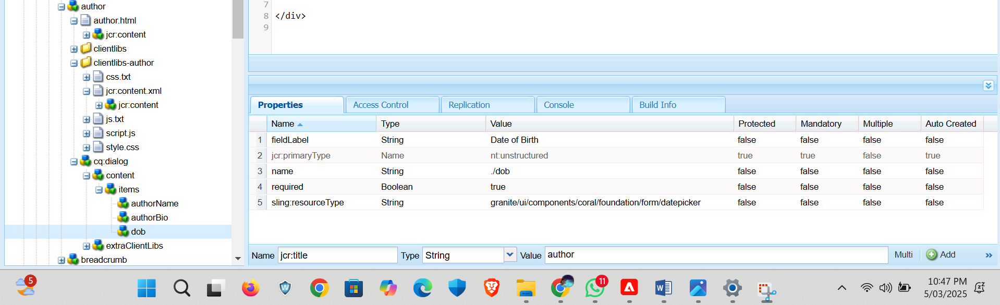 author
author.html
jcr:content
clientlibs
clientlibs-author
css.txt
jcr:content.xml
jcr:content
js.txt
script.js
style.css
cq:dialog
content
items
authorName
authorBio
dob
extraClientLibs
breadcrumb
7
8 </div>
9
Properties Access Control Replication Console Build Info
Name Type Value Protected Mandatory Multiple Auto Created
1 fieldLabel String Date of Birth false false false false
2 jcr:primaryType Name nt:unstructured true true false true
3 name String ./dob false false false false
4 required Boolean true false false false false
5 sling:resourceType String granite/ui/components/coral/foundation/form/datepicker false false false false
Name jcr:title Type String Value author Multi Add
5
W
11
W
10:47 PM
5/03/2025